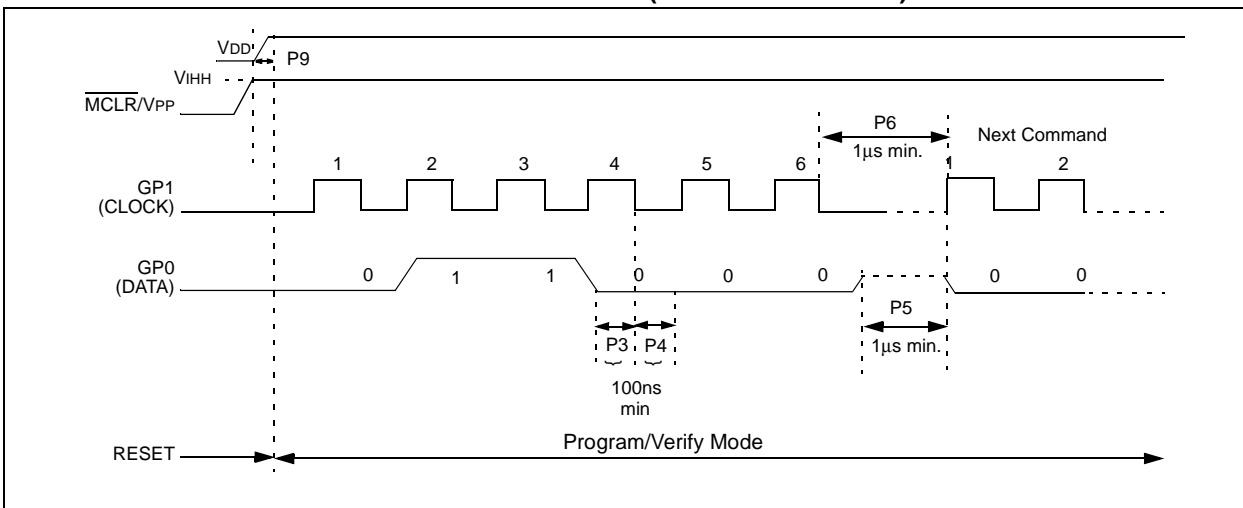 VDD
P9
VIHH
MCLR/VPP
P6
1µs min.
Next Command
1 2 3 4 5 6 1 2
GP1
(CLOCK)
GP0
(DATA)
0 1 1 0 0 0 0 0
P5
1µs min.
P3 P4
100ns
min
RESET
Program/Verify Mode